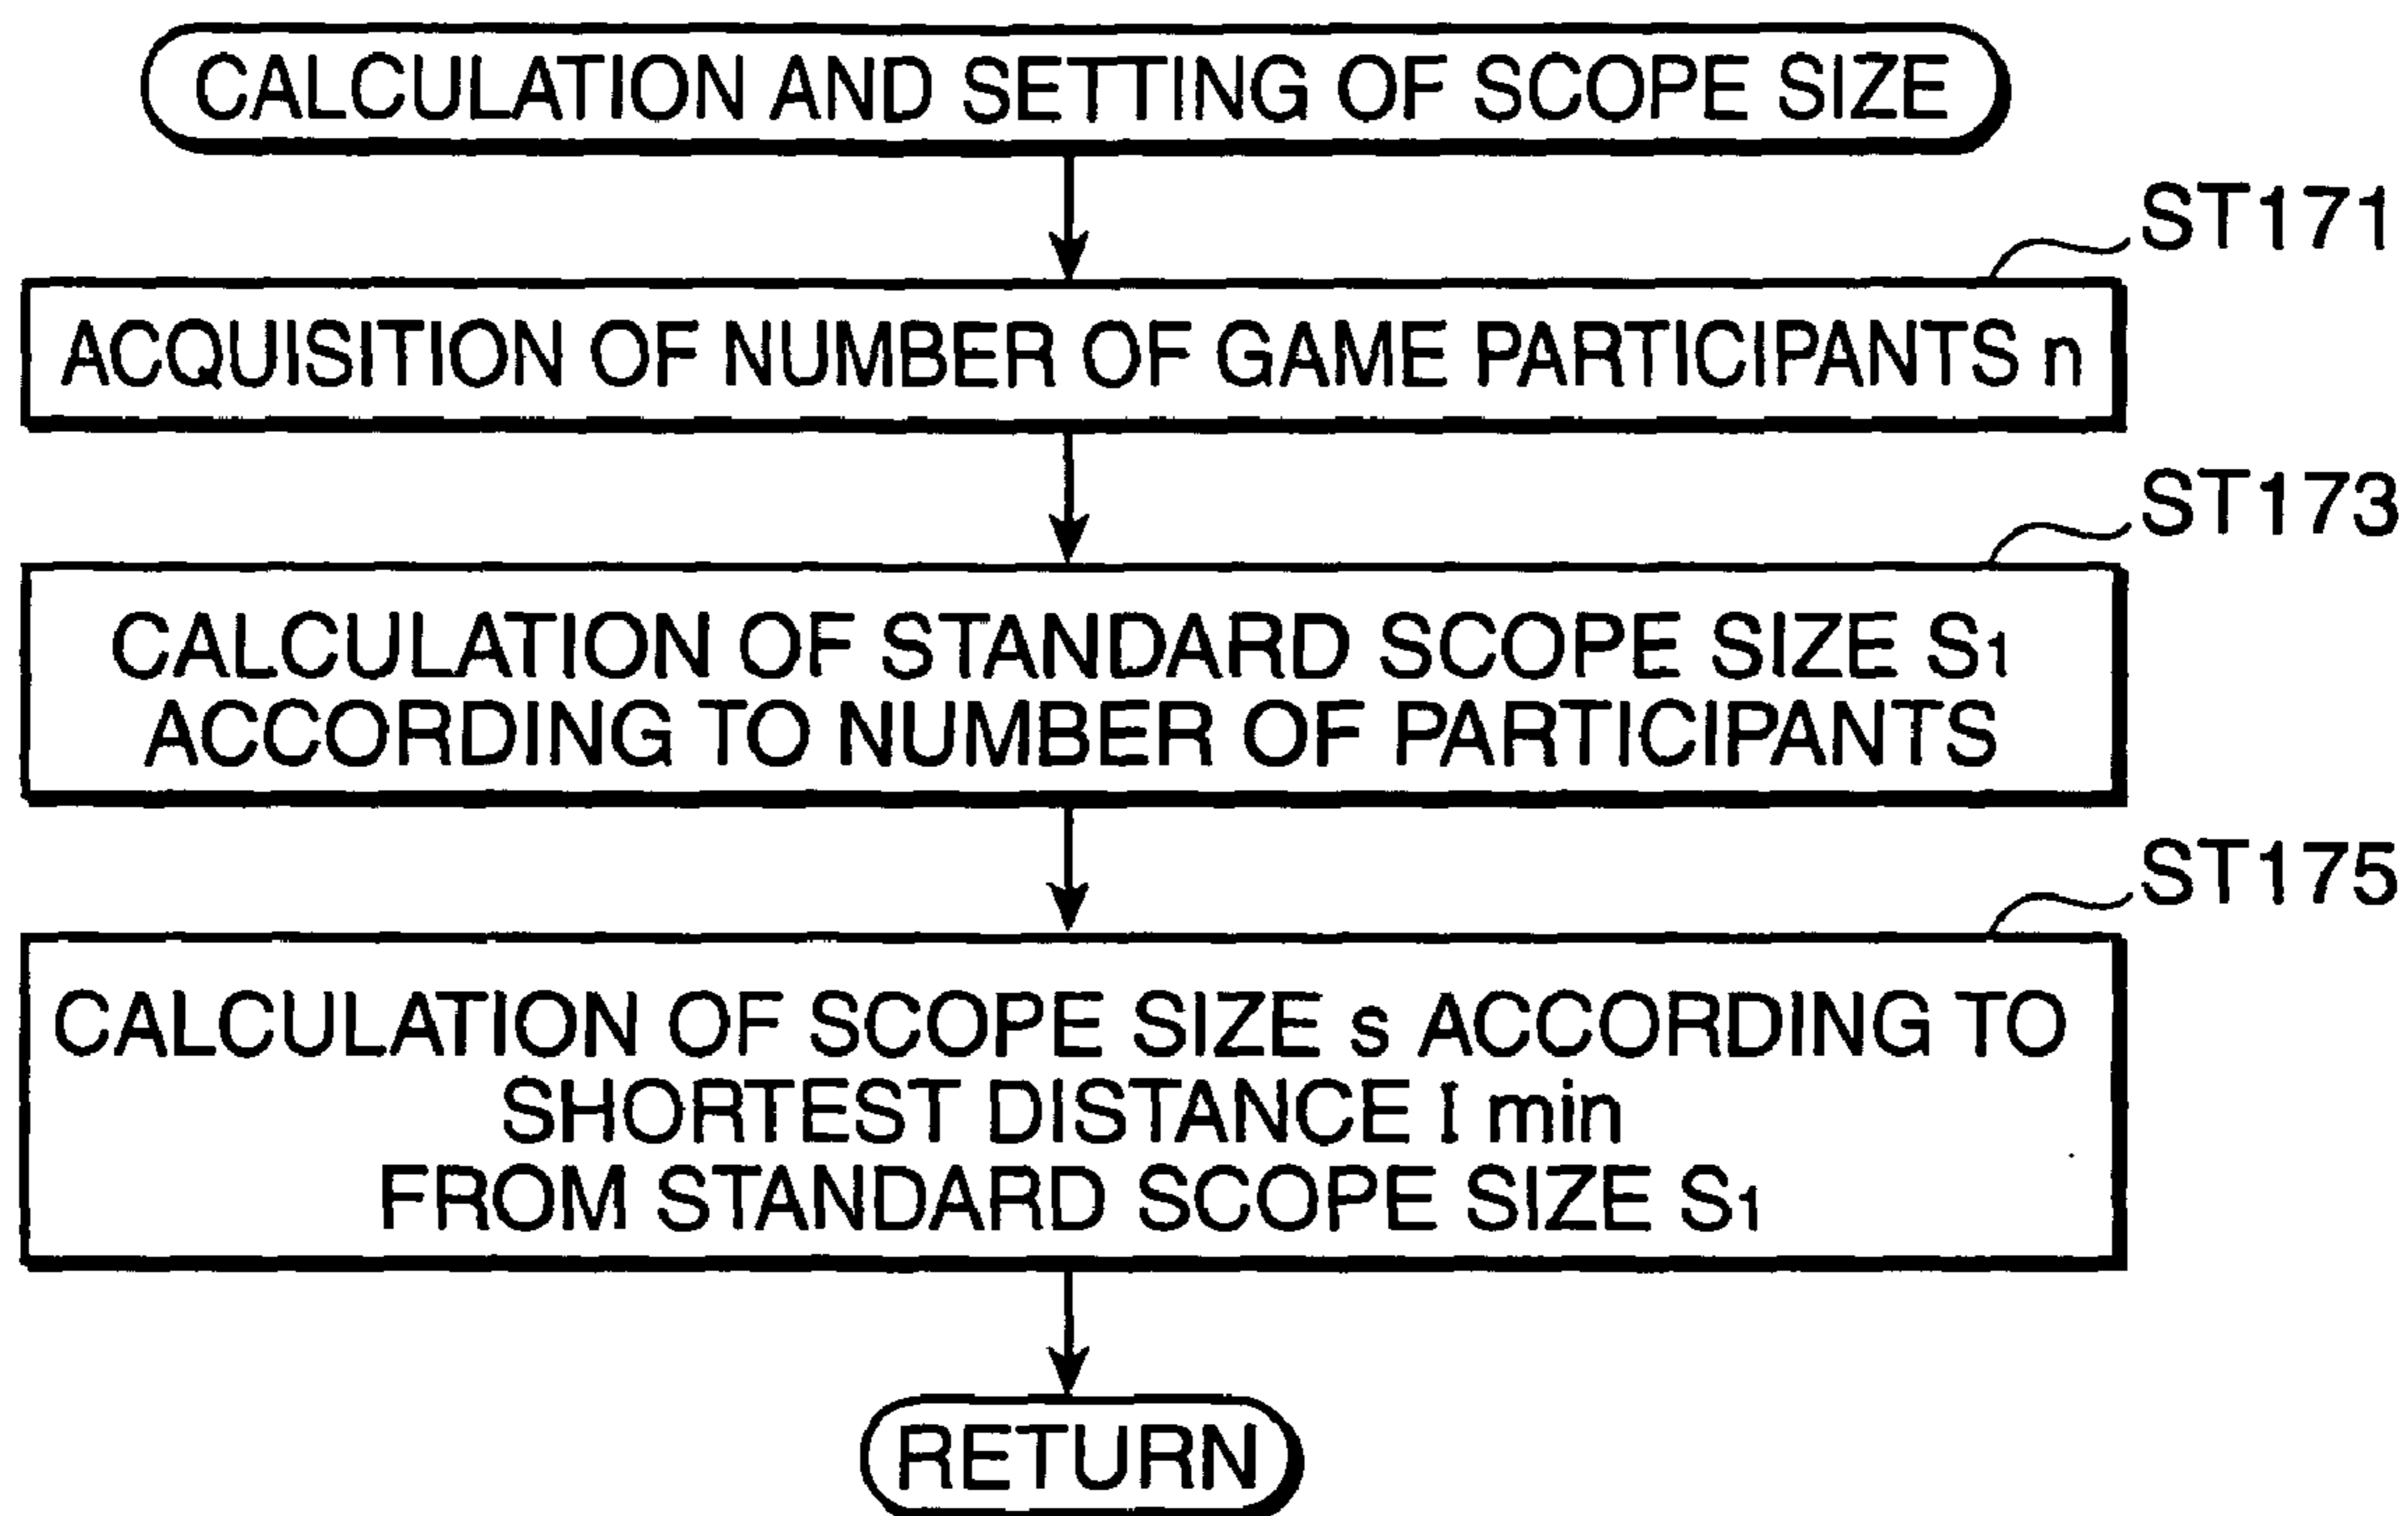 CALCULATION AND SETTING OF SCOPE SIZE
ST171
ACQUISITION OF NUMBER OF GAME PARTICIPANTS n
ST173
CALCULATION OF STANDARD SCOPE SIZE S1
ACCORDING TO NUMBER OF PARTICIPANTS
ST175
CALCULATION OF SCOPE SIZE s ACCORDING TO
SHORTEST DISTANCE I min
FROM STANDARD SCOPE SIZE S1
RETURN